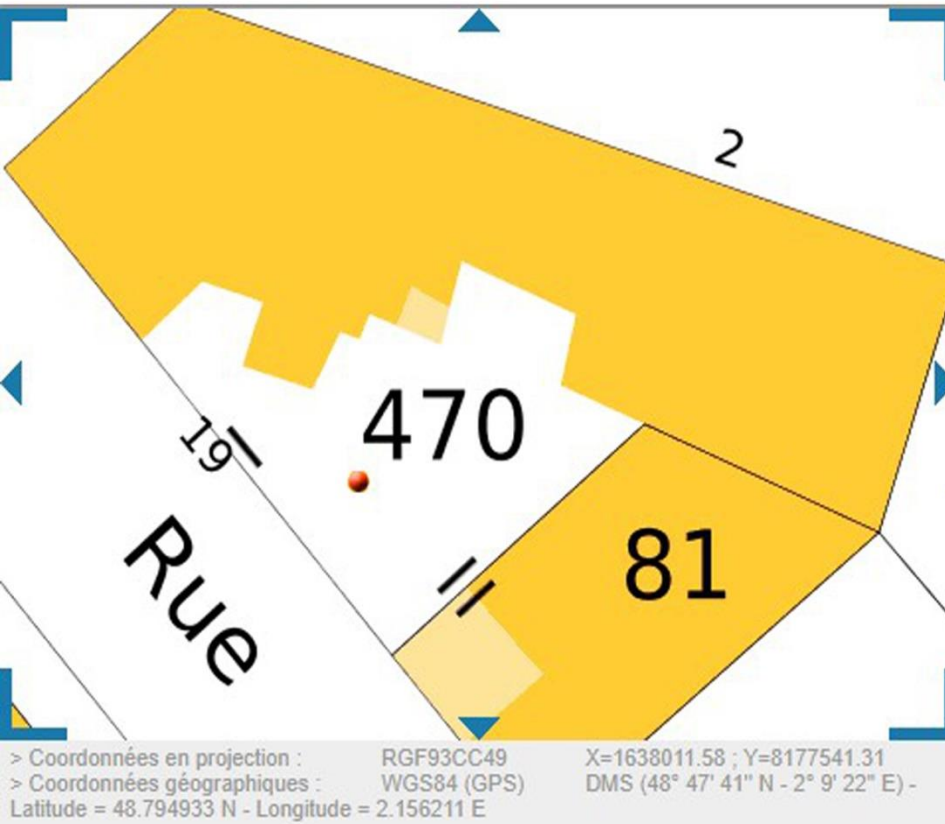 2
470
19
81
Rue
> Coordonnées en projection : RGF93CC49 X=1638011.58 ; Y=8177541.31
> Coordonnées géographiques : WGS84 (GPS) DMS (48° 47' 41" N - 2° 9' 22" E) -
Latitude = 48.794933 N - Longitude = 2.156211 E